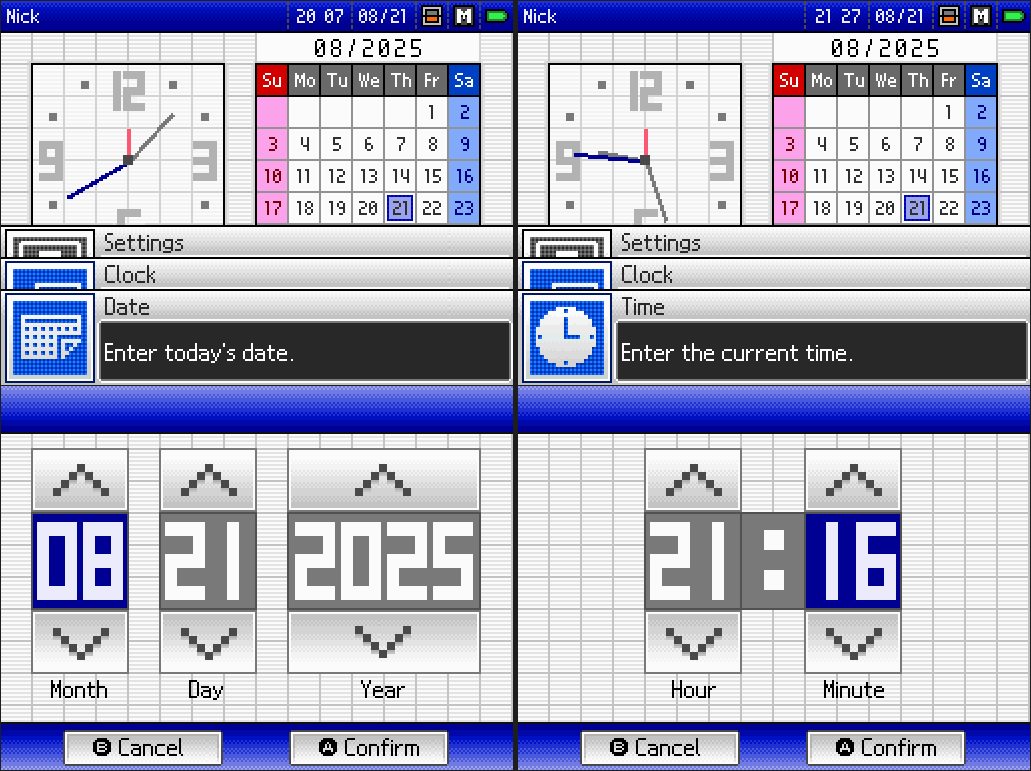 Nick 20 07 08/21 M
08/2025
Su Mo Tu We Th Fr Sa
1 2
3 4 5 6 7 8 9
10 11 12 13 14 15 16
17 18 19 20 21 22 23
12
9 3
Settings
Clock
Date
Enter today's date.
08 21 2025
Month Day Year
B Cancel A Confirm
Nick 21 27 08/21 M
08/2025
Su Mo Tu We Th Fr Sa
1 2
3 4 5 6 7 8 9
10 11 12 13 14 15 16
17 18 19 20 21 22 23
12
9 3
Settings
Clock
Time
Enter the current time.
21:16
Hour Minute
B Cancel A Confirm